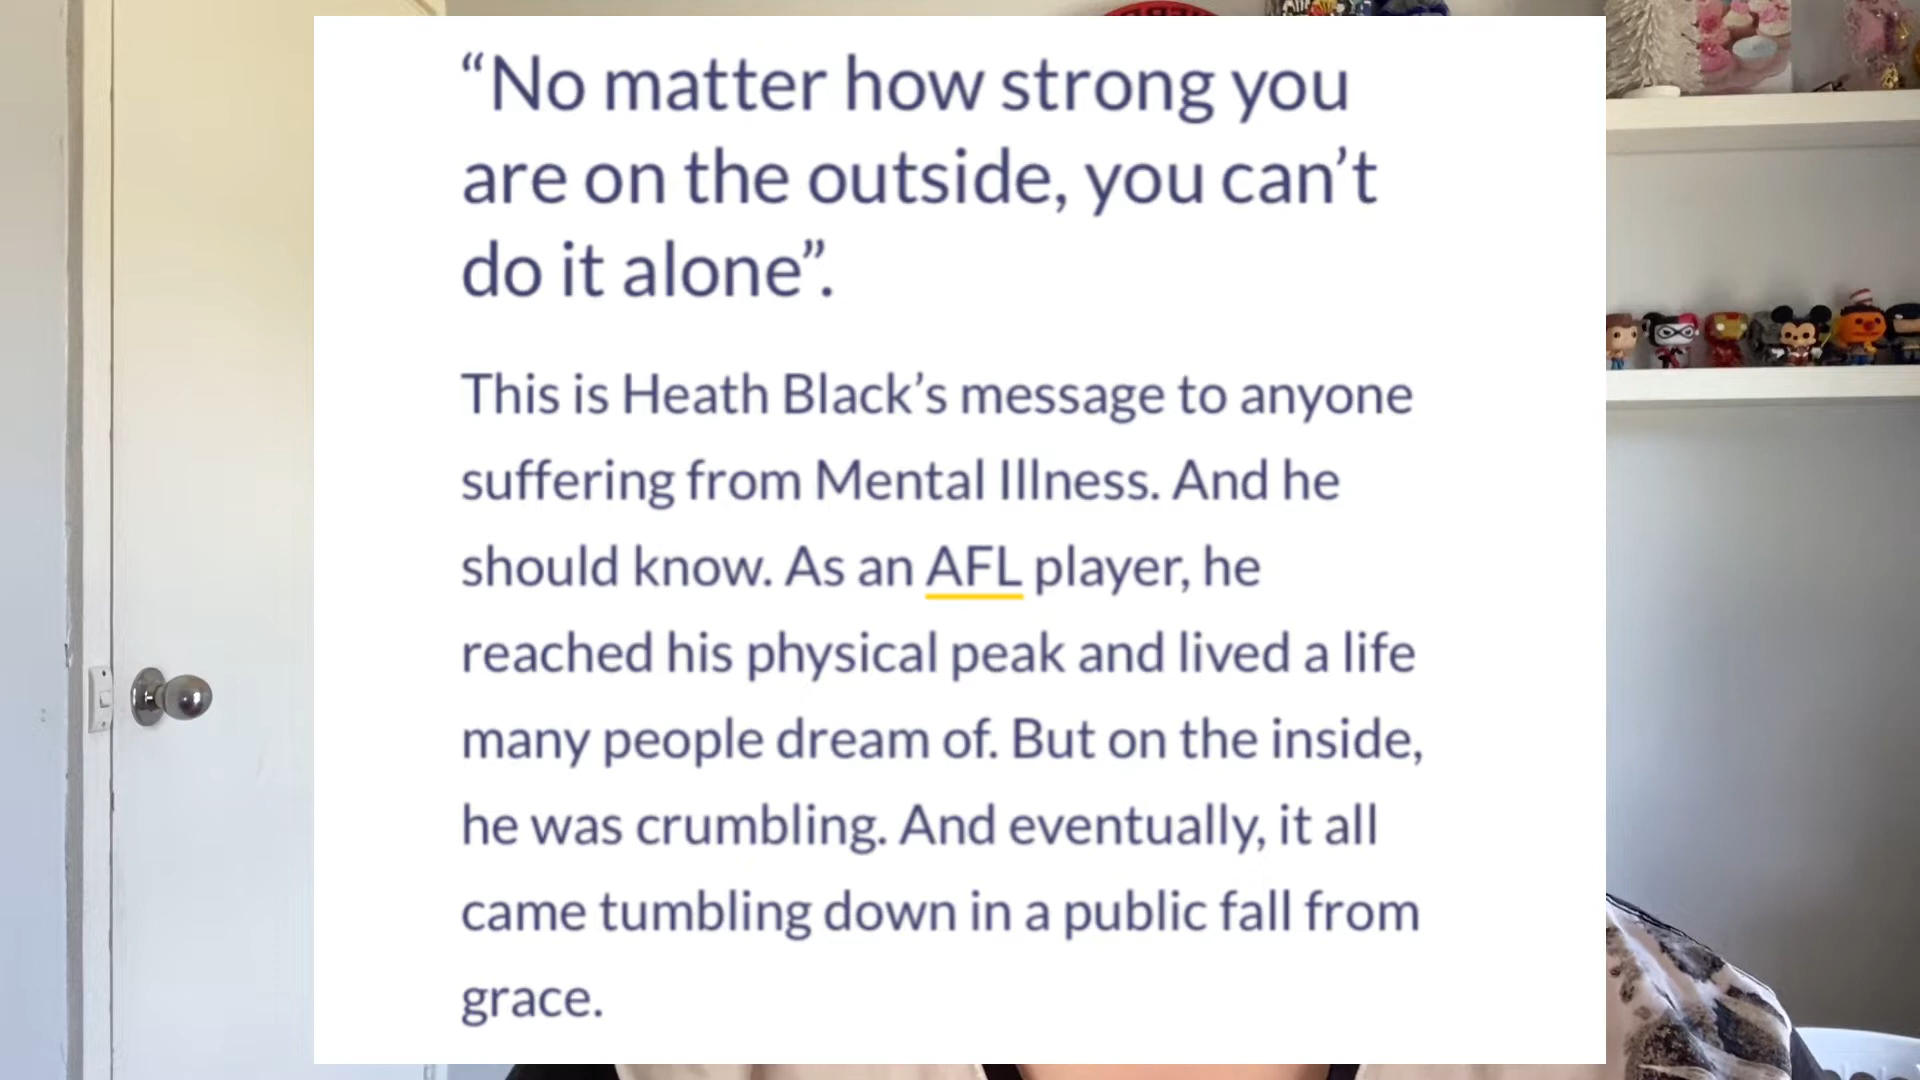 “No matter how strong you
are on the outside, you can’t
do it alone”.
This is Heath Black’s message to anyone
suffering from Mental Illness. And he
should know. As an AFL player, he
reached his physical peak and lived a life
many people dream of. But on the inside,
he was crumbling. And eventually, it all
came tumbling down in a public fall from
grace.